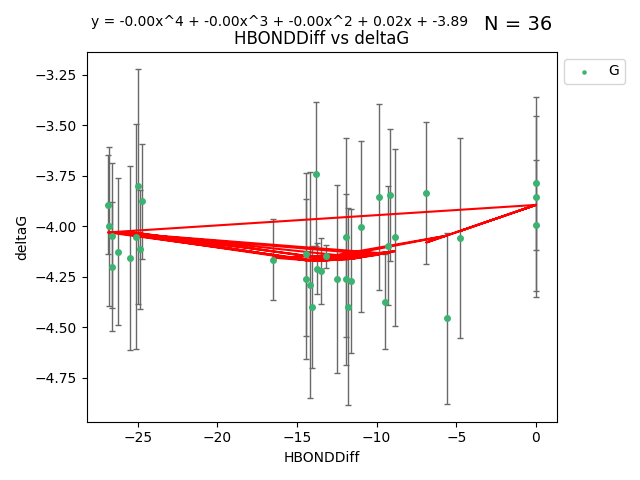 y = -0.00x^4 + -0.00x^3 + -0.00x^2 + 0.02x + -3.89
N = 36
HBONDDiff vs deltaG
G
−3.25
−3.50
−3.75
−4.00
−4.25
−4.50
−4.75
deltaG
−25
−20
−15
−10
−5
0
HBONDDiff